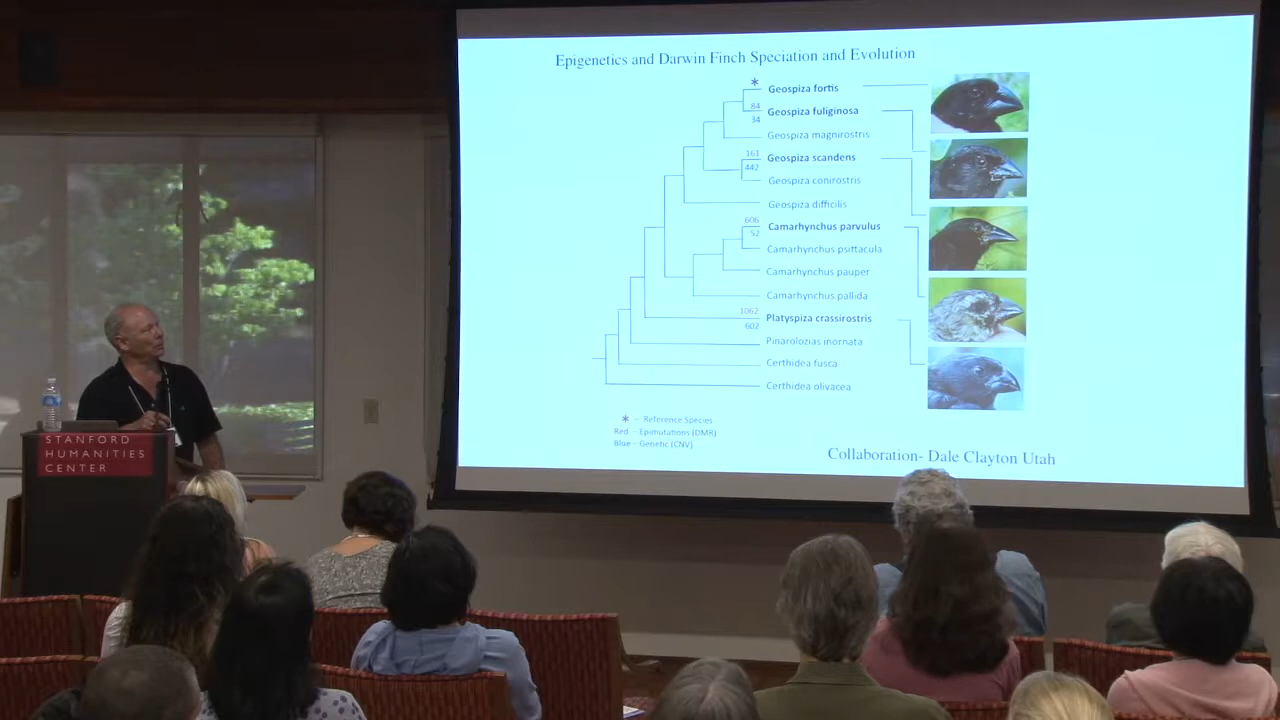 Epigenetics and Darwin Finch Speciation and Evolution
*
Geospiza fortis
84
34
Geospiza fuliginosa
Geospiza magnirostris
161
442
Geospiza scandens
Geospiza conirostris
Geospiza difficilis
606
52
Camarhynchus parvulus
Camarhynchus psittacula
Camarhynchus pauper
Camarhynchus pallida
1062
602
Platyspiza crassirostris
Pinarolozias inornata
Certhidea fusca
Certhidea olivacea
* – Reference Species
Red – Epimutations (DMR)
Blue – Genetic (CNV)
Collaboration- Dale Clayton Utah
STANFORD
HUMANITIES
CENTER